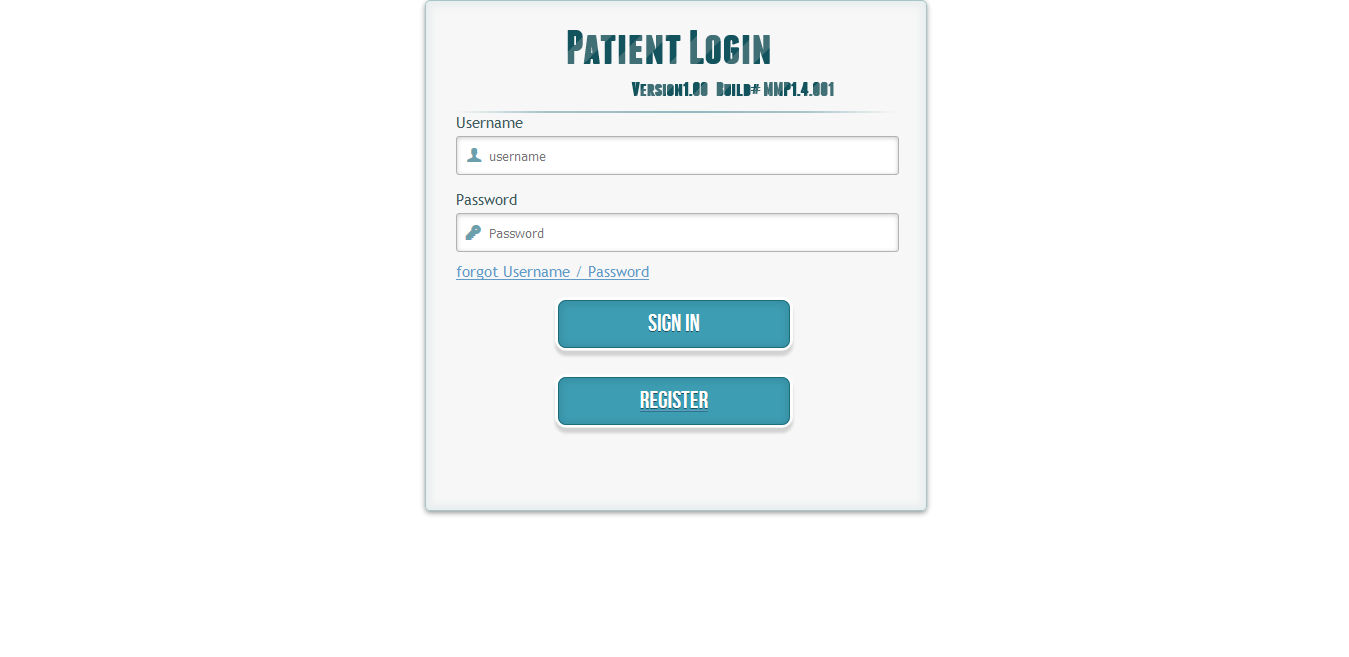 Patient Login
Version1.00 Build# MMP1.4.001
Username
username
Password
Password
forgot Username / Password
SIGN IN
REGISTER